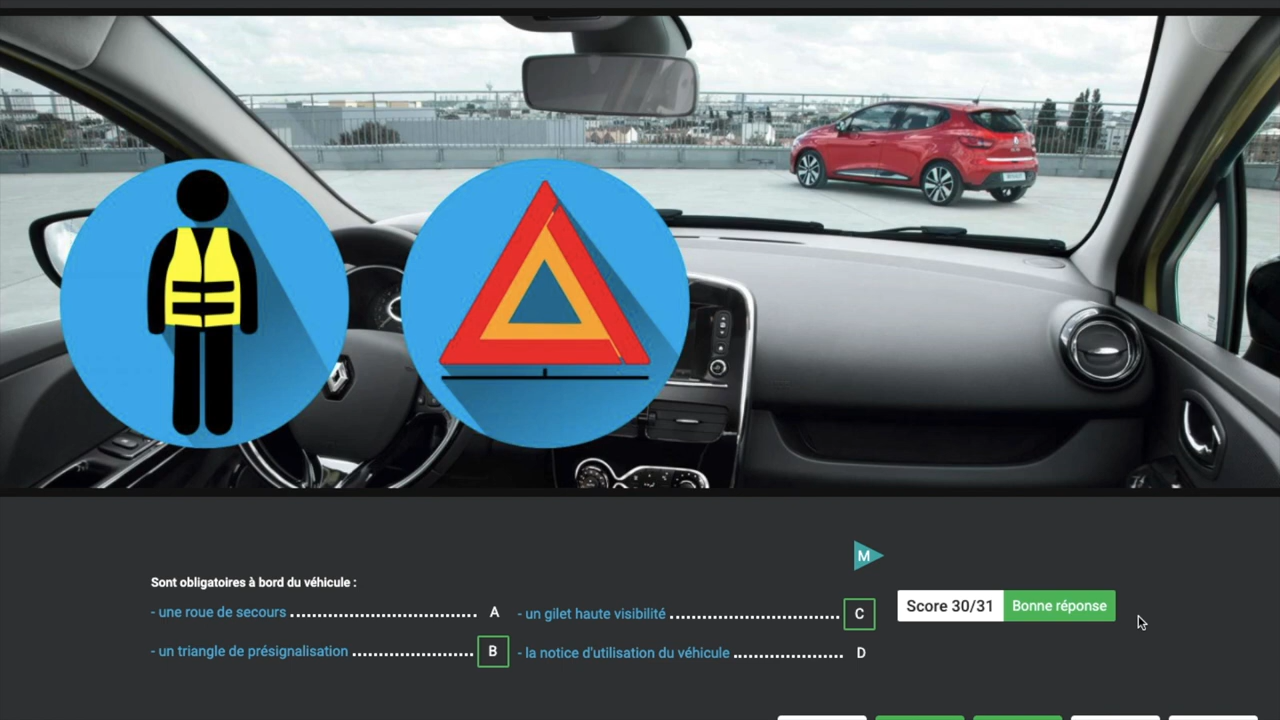 M
Sont obligatoires à bord du véhicule :
- une roue de secours ........................................ A
- un gilet haute visibilité .................................... C
- un triangle de présignalisation .......................... B
- la notice d'utilisation du véhicule ....................... D
Score 30/31 Bonne réponse